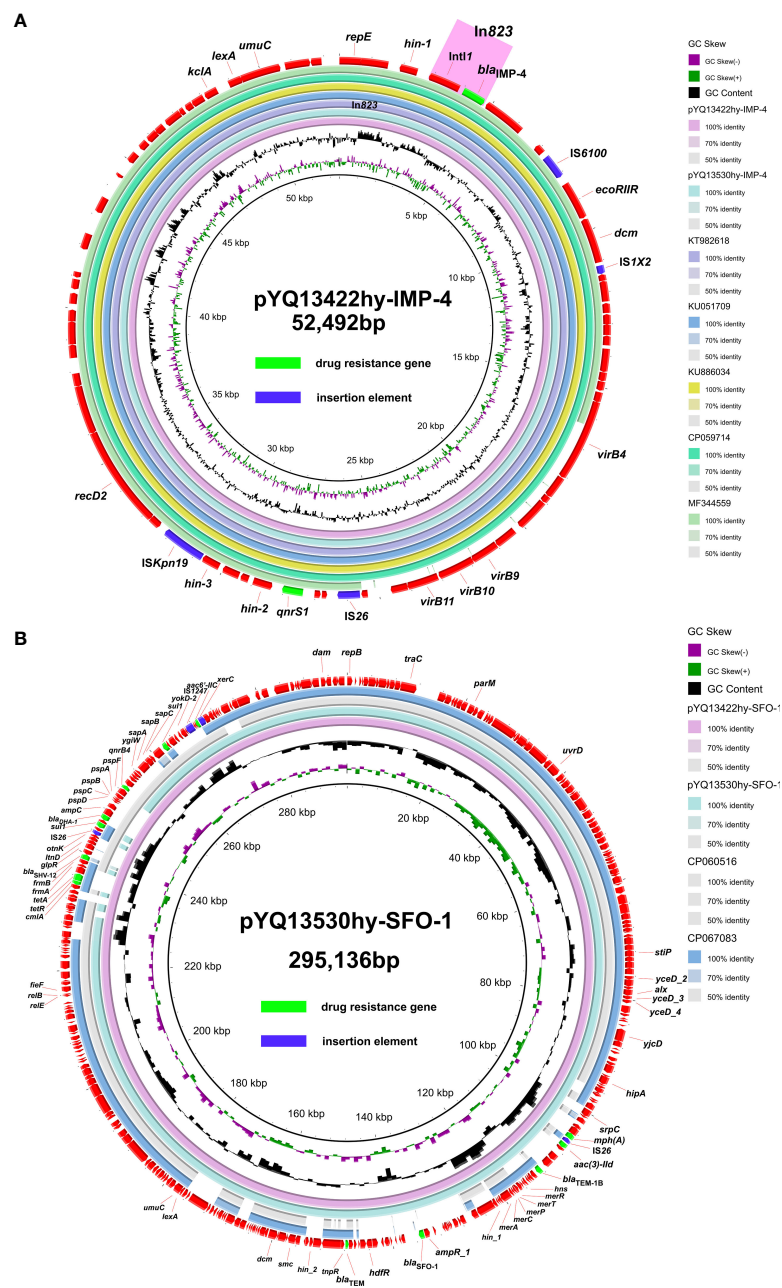 A
In823
repE
hin-1
IntI1
blaIMP-4
umuC
lexA
kclA
In823
IS6100
ecoRIIR
dcm
IS1X2
virB4
virB9
virB10
virB11
IS26
qnrS1
hin-2
hin-3
ISKpn19
recD2
50 kbp
5 kbp
45 kbp
10 kbp
40 kbp
15 kbp
35 kbp
20 kbp
30 kbp
25 kbp
pYQ13422hy-IMP-4
52,492bp
drug resistance gene
insertion element
GC Skew
GC Skew(-)
GC Skew(+)
GC Content
pYQ13422hy-IMP-4
100% identity
70% identity
50% identity
pYQ13530hy-IMP-4
100% identity
70% identity
50% identity
KT982618
100% identity
70% identity
50% identity
KU051709
100% identity
70% identity
50% identity
KU886034
100% identity
70% identity
50% identity
CP059714
100% identity
70% identity
50% identity
MF344559
100% identity
70% identity
50% identity
B
dam
repB
traC
parM
uvrD
stiP
yceD_2
alx
yceD_3
yceD_4
yjcD
hipA
srpC
mph(A)
IS26
aac(3)-IId
blaTEM-1B
hns
merR
merT
merP
merC
merA
hin_1
ampR_1
blaSFO-1
hdfR
blaTEM
tnpR
hin_2
smc
dcm
lexA
umuC
relE
relB
fieF
cmlA
tetR
tetA
frmA
frmB
blaSHV-12
glpR
ltnD
otnK
IS26
sul1
blaDHA-1
ampC
pspD
pspC
pspB
pspA
pspF
qnrB4
ygiW
sapA
sapB
sapC
sul1
yokD-2
IS1247
aac6'-IIC
xerC
280 kbp
20 kbp
260 kbp
40 kbp
240 kbp
60 kbp
220 kbp
80 kbp
200 kbp
100 kbp
180 kbp
120 kbp
160 kbp
140 kbp
pYQ13530hy-SFO-1
295,136bp
drug resistance gene
insertion element
GC Skew
GC Skew(-)
GC Skew(+)
GC Content
pYQ13422hy-SFO-1
100% identity
70% identity
50% identity
pYQ13530hy-SFO-1
100% identity
70% identity
50% identity
CP060516
100% identity
70% identity
50% identity
CP067083
100% identity
70% identity
50% identity